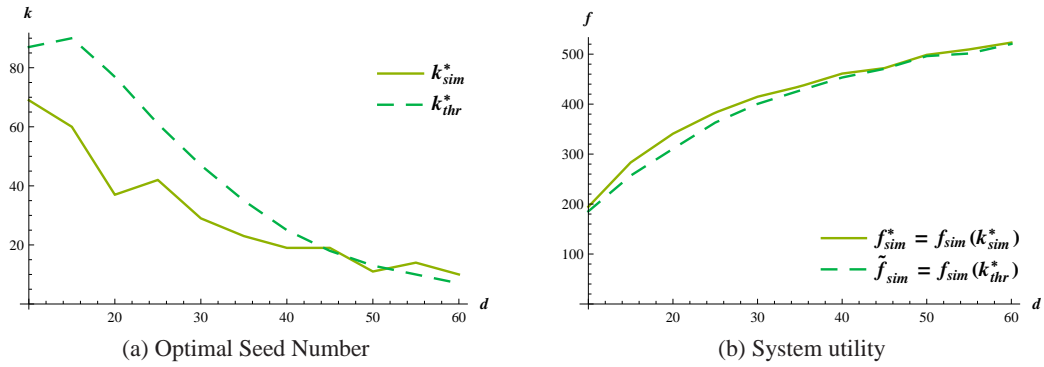 k
80
60
40
20
20
30
40
50
60
d
k*sim
k*thr
(a) Optimal Seed Number
f
500
400
300
200
100
20
30
40
50
60
d
f*sim = fsim(k*sim)
f̃sim = fsim(k*thr)
(b) System utility